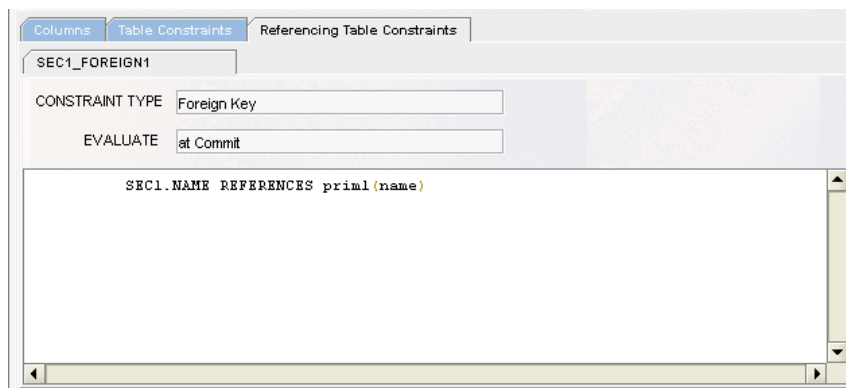 Columns Table Constraints Referencing Table Constraints
SEC1_FOREIGN1
CONSTRAINT TYPE Foreign Key
EVALUATE at Commit
SEC1.NAME REFERENCES prim1(name)